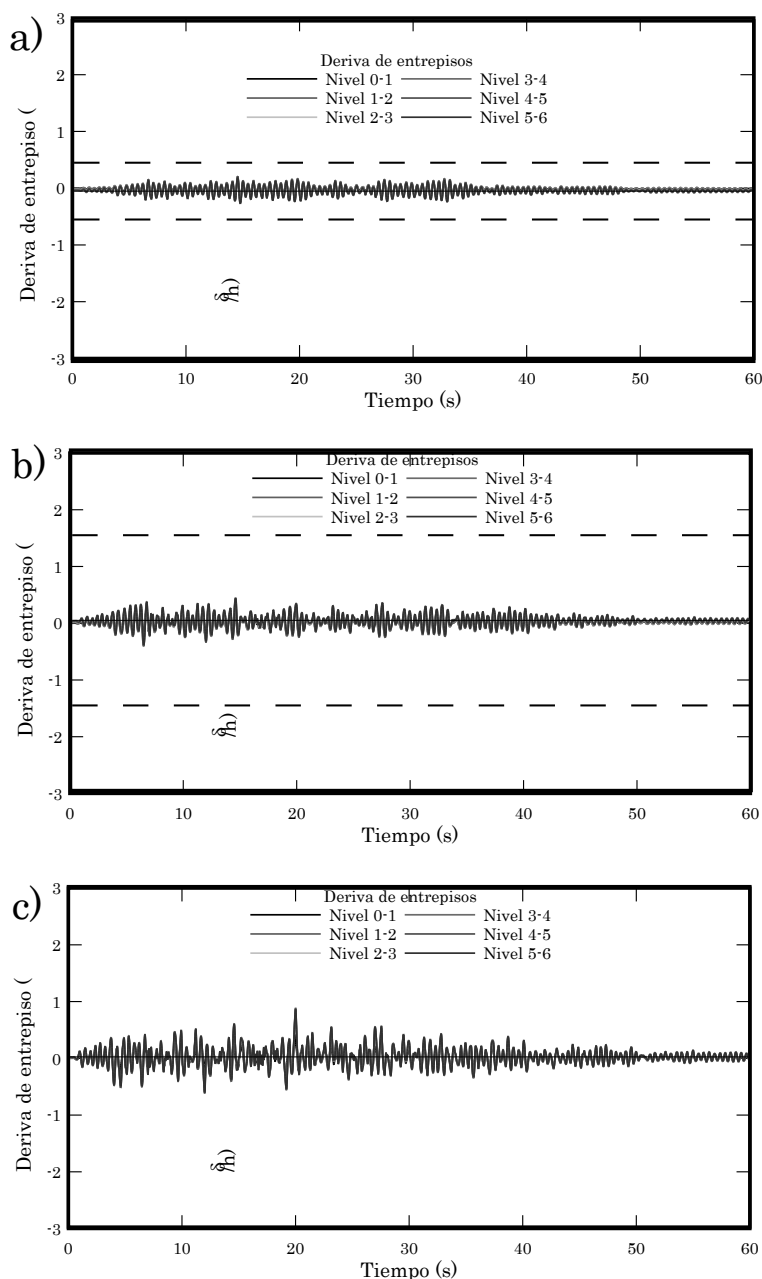 a)
Deriva de entrepiso (
δ/h)
3
2
1
0
-1
-2
-3
Deriva de entrepisos
Nivel 0-1 Nivel 3-4
Nivel 1-2 Nivel 4-5
Nivel 2-3 Nivel 5-6
0 10 20 30 40 50 60
Tiempo (s)
b)
Deriva de entrepiso (
δ/h)
3
2
1
0
-1
-2
-3
Deriva de entrepisos
Nivel 0-1 Nivel 3-4
Nivel 1-2 Nivel 4-5
Nivel 2-3 Nivel 5-6
0 10 20 30 40 50 60
Tiempo (s)
c)
Deriva de entrepiso (
δ/h)
3
2
1
0
-1
-2
-3
Deriva de entrepisos
Nivel 0-1 Nivel 3-4
Nivel 1-2 Nivel 4-5
Nivel 2-3 Nivel 5-6
0 10 20 30 40 50 60
Tiempo (s)